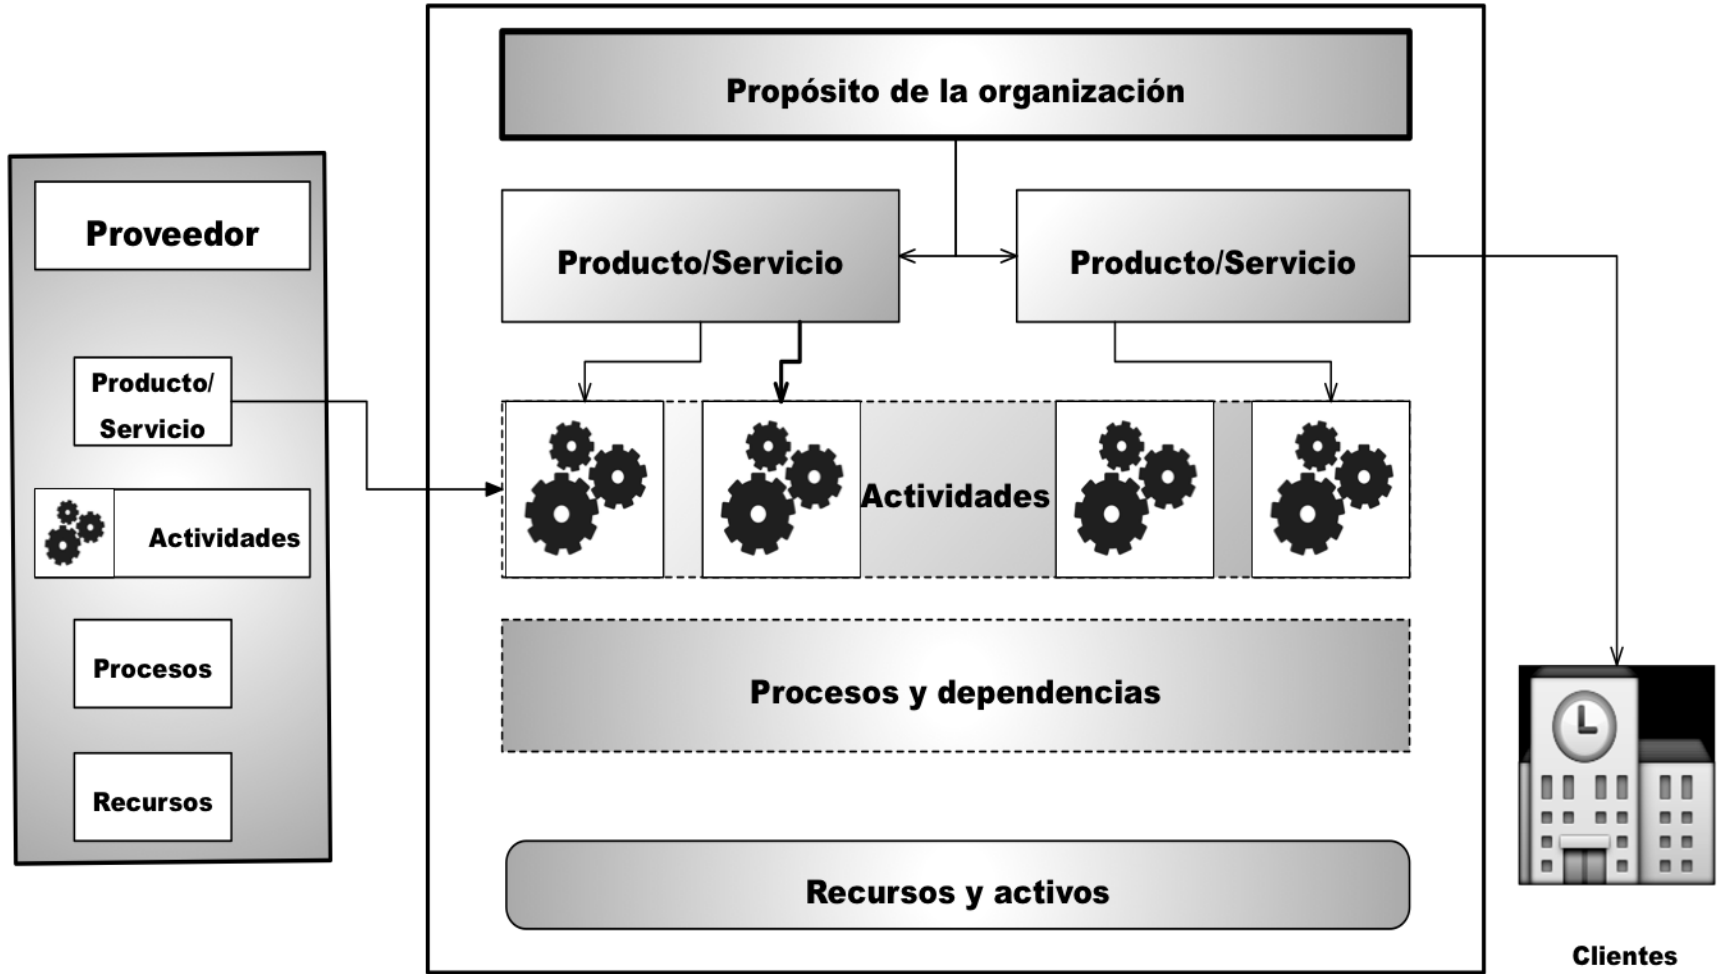 Propósito de la organización
Proveedor
Producto/Servicio
Producto/Servicio
Producto/
Servicio
Actividades
Actividades
Procesos
Procesos y dependencias
Recursos
Recursos y activos
Clientes